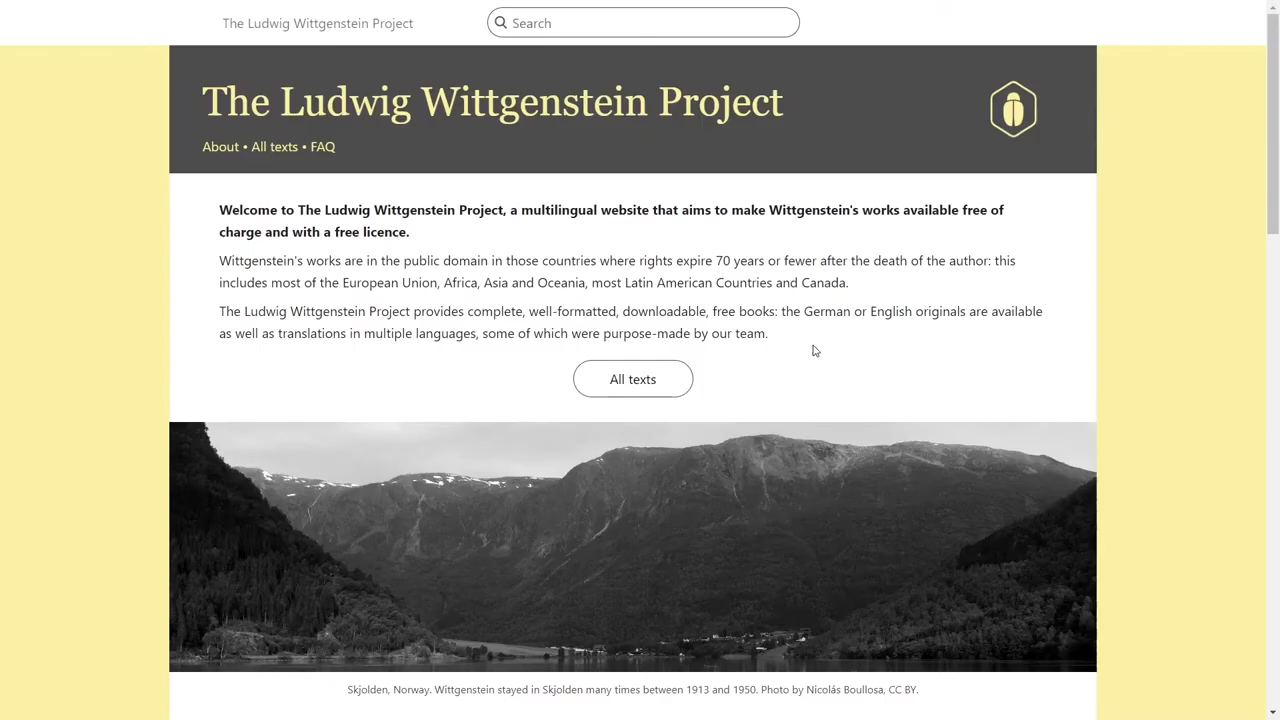 The Ludwig Wittgenstein Project
Search
The Ludwig Wittgenstein Project
About • All texts • FAQ
Welcome to The Ludwig Wittgenstein Project, a multilingual website that aims to make Wittgenstein's works available free of
charge and with a free licence.
Wittgenstein's works are in the public domain in those countries where rights expire 70 years or fewer after the death of the author: this
includes most of the European Union, Africa, Asia and Oceania, most Latin American Countries and Canada.
The Ludwig Wittgenstein Project provides complete, well-formatted, downloadable, free books: the German or English originals are available
as well as translations in multiple languages, some of which were purpose-made by our team.
All texts
Skjolden, Norway. Wittgenstein stayed in Skjolden many times between 1913 and 1950. Photo by Nicolás Boullosa, CC BY.